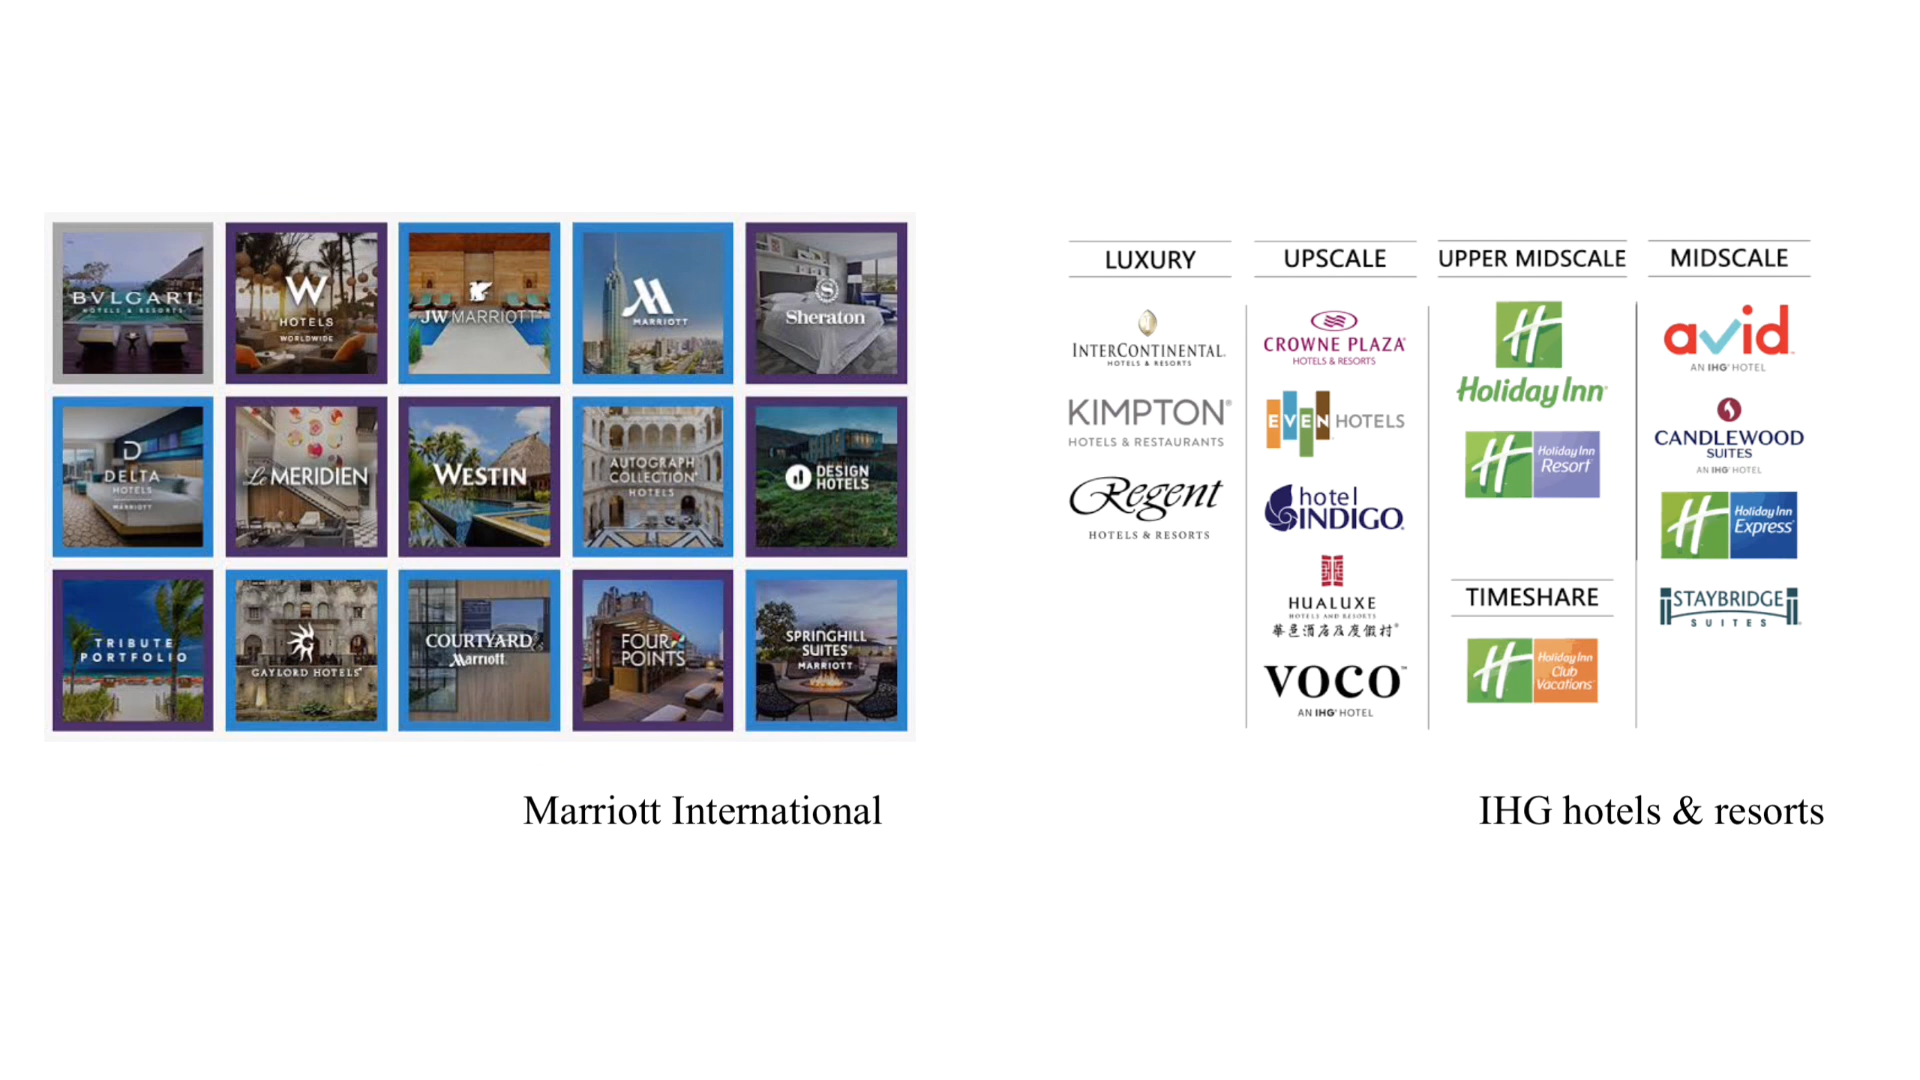 BVLGARI
HOTELS & RESORTS
W
HOTELS
WORLDWIDE
JW MARRIOTT
MARRIOTT
S
Sheraton
D
DELTA
HOTELS
MARRIOTT
Le MERIDIEN
WESTIN
AUTOGRAPH
COLLECTION®
HOTELS
DESIGN
HOTELS
TRIBUTE
PORTFOLIO
GAYLORD HOTELS®
COURTYARD
Marriott
FOUR
POINTS
SPRINGHILL
SUITES®
MARRIOTT
Marriott International
LUXURY
INTERCONTINENTAL.
HOTELS & RESORTS
KIMPTON®
HOTELS & RESTAURANTS
Regent
HOTELS & RESORTS
UPSCALE
CROWNE PLAZA®
HOTELS & RESORTS
EVEN HOTELS
hotel
INDIGO.
HUALUXE
HOTELS AND RESORTS
華邑酒店及度假村®
VOCO™
AN IHG® HOTEL
UPPER MIDSCALE
H
Holiday Inn®
H Holiday Inn
Resort®
TIMESHARE
H Holiday Inn
Club
Vacations®
MIDSCALE
avid
AN IHG® HOTEL
CANDLEWOOD
SUITES
AN IHG® HOTEL
H Holiday Inn
Express®
STAYBRIDGE
SUITES
IHG hotels & resorts